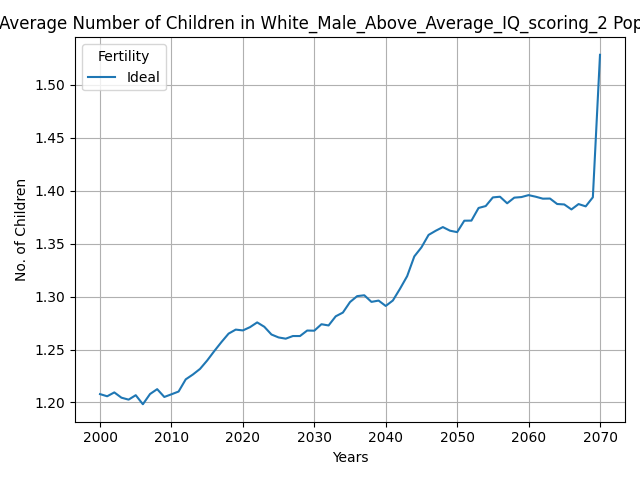 Average Number of Children in White_Male_Above_Average_IQ_scoring_2 Pop
Fertility
Ideal
No. of Children
1.50
1.45
1.40
1.35
1.30
1.25
1.20
2000 2010 2020 2030 2040 2050 2060 2070
Years